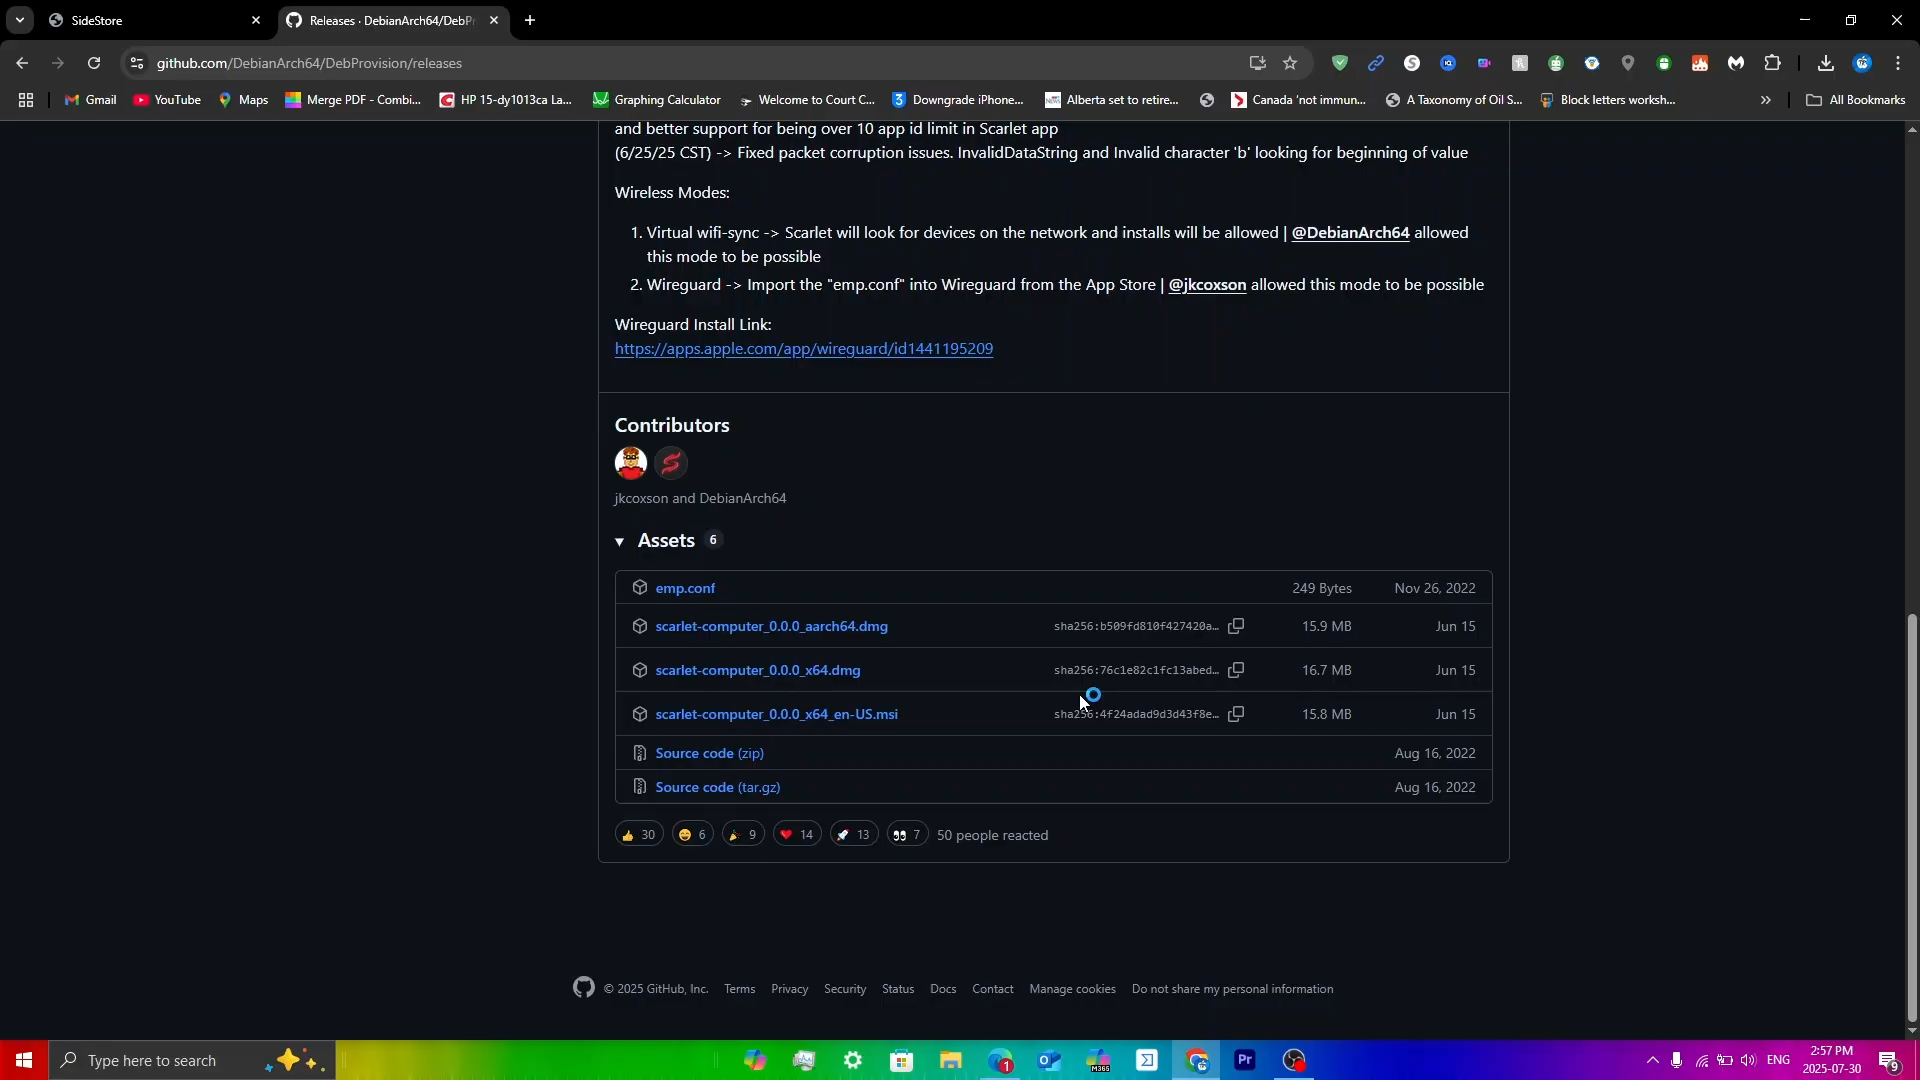 SideStore
Releases · DebianArch64/DebPr
github.com/DebianArch64/DebProvision/releases
Gmail
YouTube
Maps
Merge PDF - Combi...
HP 15-dy1013ca La...
Graphing Calculator
Welcome to Court C...
Downgrade iPhone...
Alberta set to retire...
Canada 'not immun...
A Taxonomy of Oil S...
Block letters worksh...
All Bookmarks
and better support for being over 10 app id limit in Scarlet app
(6/25/25 CST) -> Fixed packet corruption issues. InvalidDataString and Invalid character 'b' looking for beginning of value
Wireless Modes:
1. Virtual wifi-sync -> Scarlet will look for devices on the network and installs will be allowed | @DebianArch64 allowed
this mode to be possible
2. Wireguard -> Import the "emp.conf" into Wireguard from the App Store | @jkcoxson allowed this mode to be possible
Wireguard Install Link:
https://apps.apple.com/app/wireguard/id1441195209
Contributors
jkcoxson and DebianArch64
Assets 6
emp.conf 249 Bytes Nov 26, 2022
scarlet-computer_0.0.0_aarch64.dmg sha256:b509fd810f427420a... 15.9 MB Jun 15
scarlet-computer_0.0.0_x64.dmg sha256:76c1e82c1fc13abed... 16.7 MB Jun 15
scarlet-computer_0.0.0_x64_en-US.msi sha256:4f24adad9d3d43f8e... 15.8 MB Jun 15
Source code (zip) Aug 16, 2022
Source code (tar.gz) Aug 16, 2022
30 6 9 14 13 7 50 people reacted
© 2025 GitHub, Inc. Terms Privacy Security Status Docs Contact Manage cookies Do not share my personal information
Type here to search
1
M365
Pr
ENG
2:57 PM
2025-07-30
9